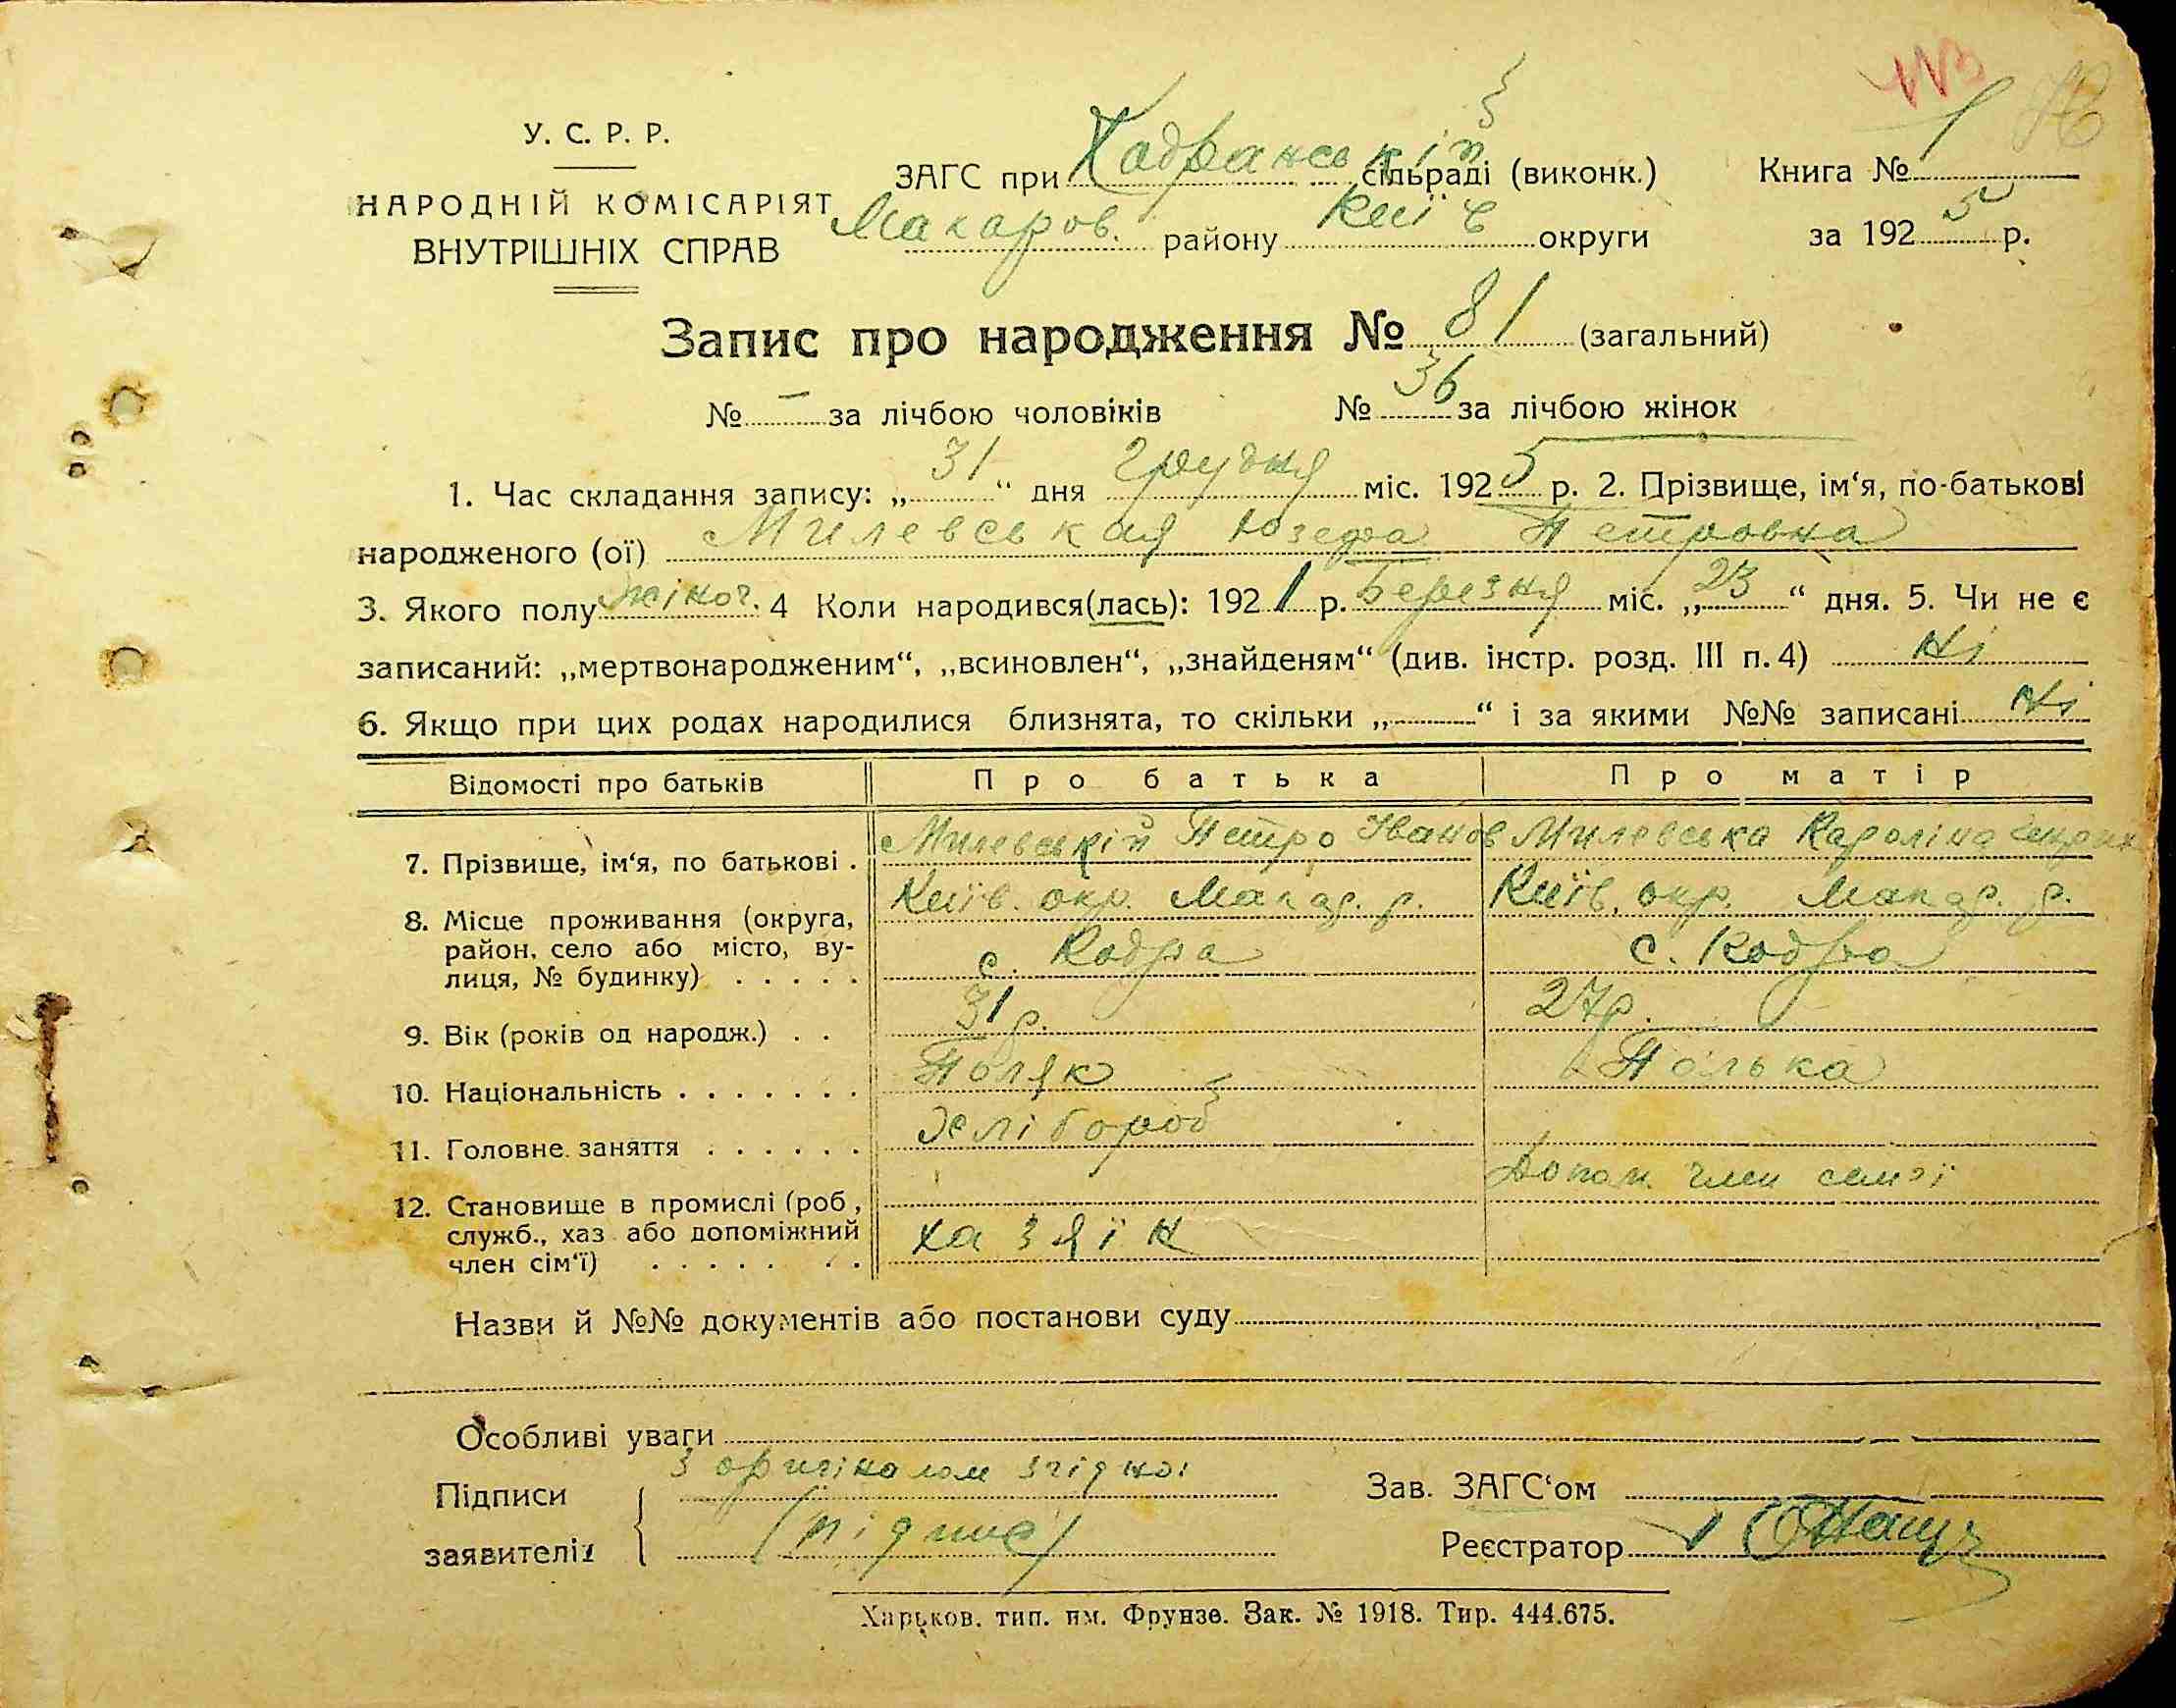 У. С. Р. Р.
НАРОДНІЙ КОМІСАРІЯТ
ВНУТРІШНІХ СПРАВ
ЗАГС при Кодранській сільраді (виконк.)
Макаров. району Київ округи
Книга № 1
за 1925 р.
Запис про народження № 81 (загальний)
№ — за лічбою чоловіків № 36 за лічбою жінок
1. Час складання запису: „31“ дня грудня міс. 1925 р. 2. Прізвище, ім‘я, по-батькові
народженого (ої) Милевськая Юзефа Петровна
3. Якого полу жіноч. 4 Коли народився(лась): 1921 р. Березня міс. „23“ дня. 5. Чи не є
записаний: „мертвонародженим“, „всиновлен“, „знайденям“ (див. інстр. розд. III п. 4) Ні
6. Якщо при цих родах народилися близнята, то скільки „ “ і за якими №№ записані Ні
Відомості про батьків Про батька Про матір
7. Прізвище, ім‘я, по батькові . Милевський Петро Іванов Милевська Кароліна
8. Місце проживання (округа, Київ. окр. Макар. р. Київ. окр. Макар. р.
район, село або місто, ву-
лиця, № будинку) . . . . . с. Кодра с. Кодра
9. Вік (років од народж.) . . 31 р. 27 р.
10. Національність . . . . . . . Поляк Полька
11. Головне заняття . . . . . . Хлібороб
12. Становище в промислі (роб, Допом. член семʼї
служб., хаз. або допоміжний
член сім‘ї) . . . . . . . хазяїн
Назви й №№ документів або постанови суду
Особливі уваги
з оригіналом згідно:
Підписи
заявителів (підпис)
Зав. ЗАГС‘ом
Реєстратор
Харьков. тип. им. Фрунзе. Зак. № 1918. Тир. 444.675.